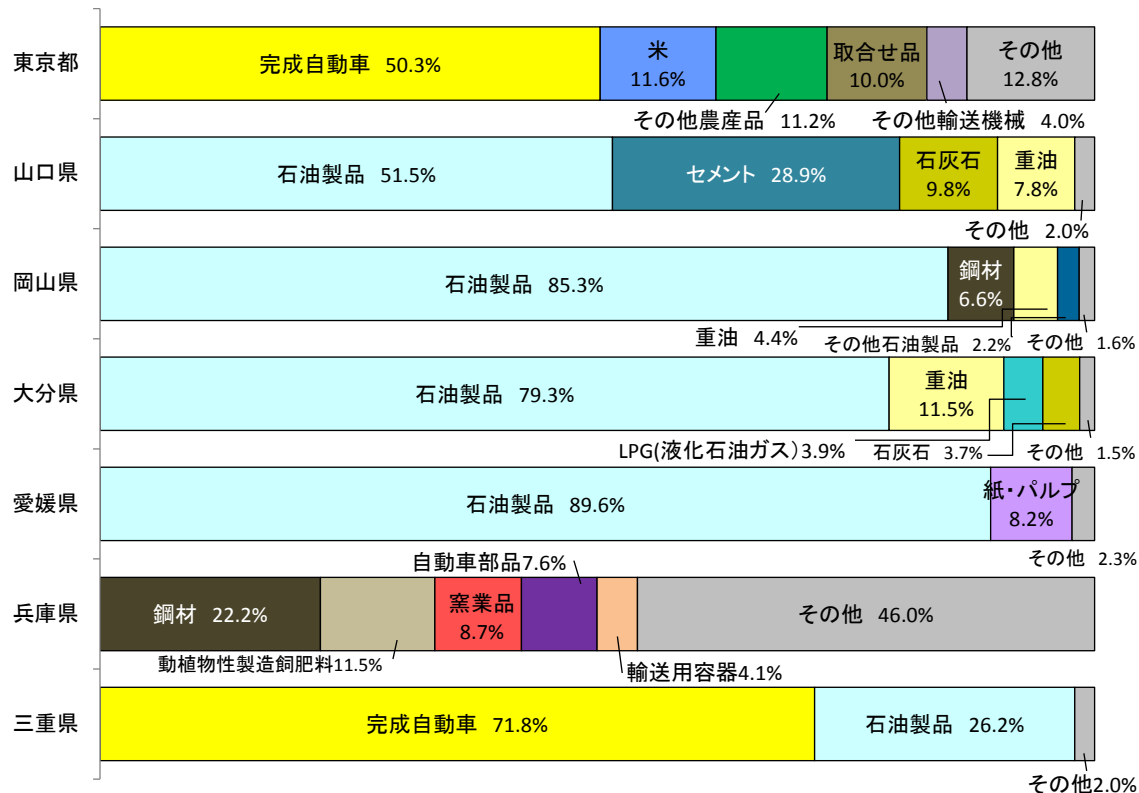 東京都
完成自動車 50.3%
米
11.6%
取合せ品
10.0%
その他
12.8%
その他農産品 11.2%
その他輸送機械 4.0%
山口県
石油製品 51.5%
セメント 28.9%
石灰石
9.8%
重油
7.8%
その他 2.0%
岡山県
石油製品 85.3%
鋼材
6.6%
重油 4.4%
その他石油製品 2.2%
その他 1.6%
大分県
石油製品 79.3%
重油
11.5%
LPG(液化石油ガス)3.9%
石灰石 3.7%
その他 1.5%
愛媛県
石油製品 89.6%
紙・パルプ
8.2%
その他 2.3%
自動車部品7.6%
兵庫県
鋼材 22.2%
窯業品
8.7%
その他 46.0%
動植物性製造飼肥料11.5%
輸送用容器4.1%
三重県
完成自動車 71.8%
石油製品 26.2%
その他2.0%